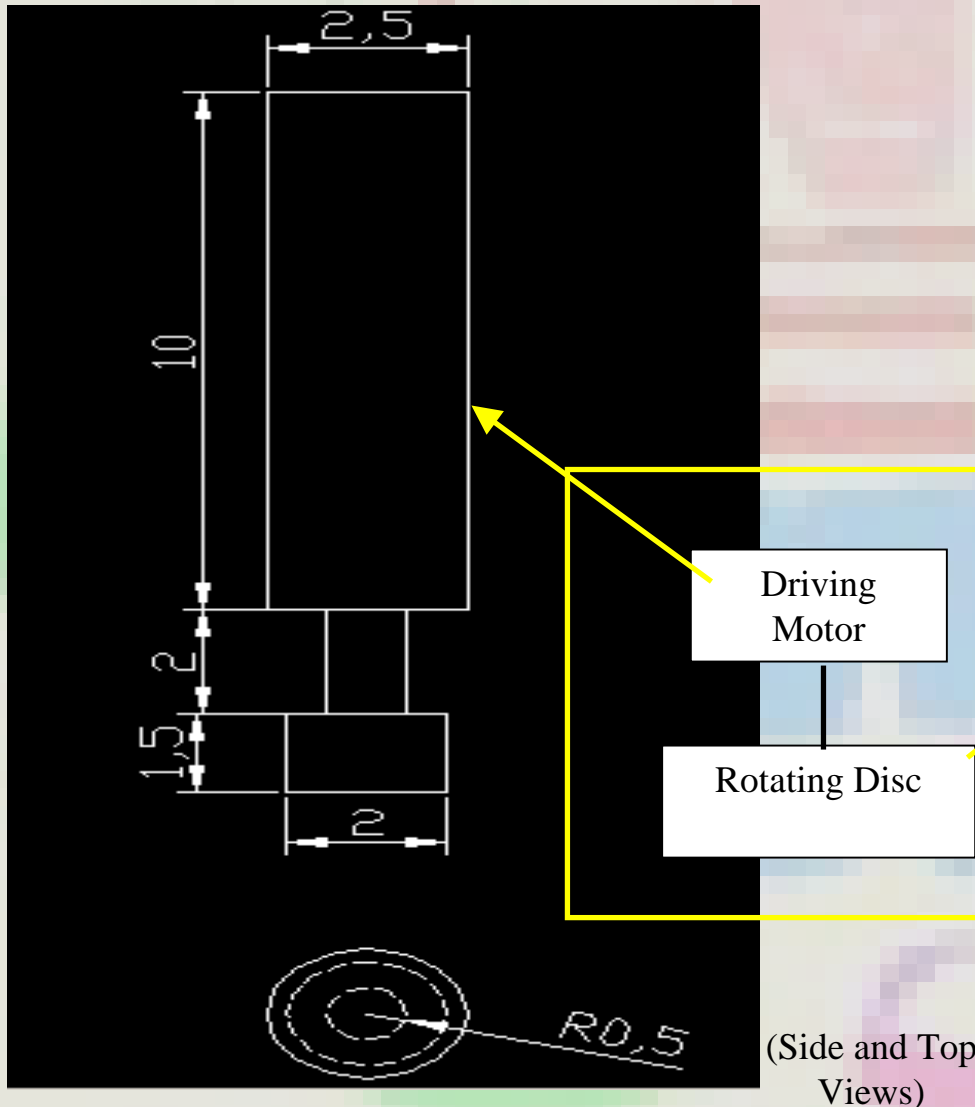 2,5
10
2
1,5
2
R0,5
Driving
Motor
Rotating Disc
(Side and Top
Views)